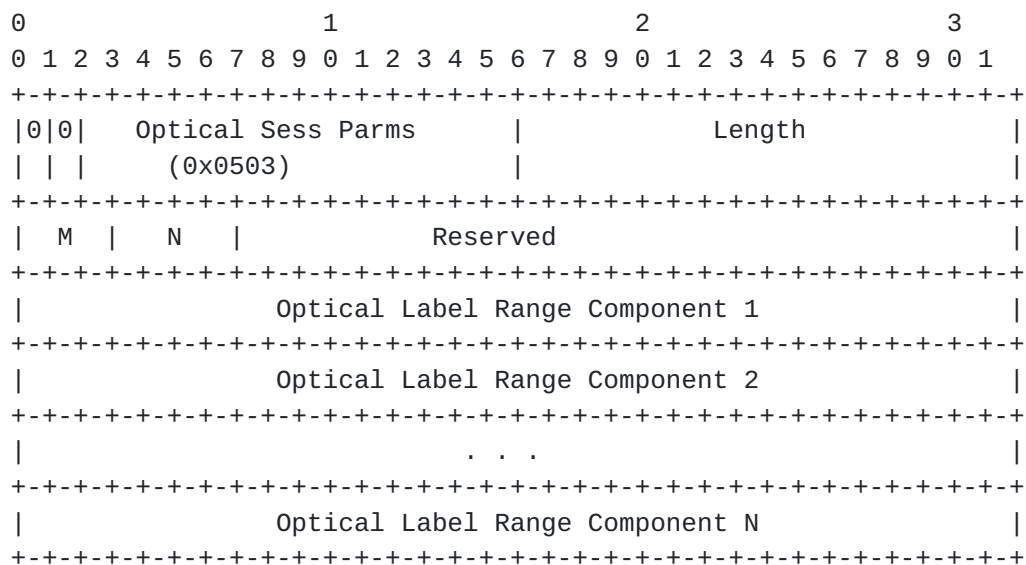 0                   1                   2                   3
0 1 2 3 4 5 6 7 8 9 0 1 2 3 4 5 6 7 8 9 0 1 2 3 4 5 6 7 8 9 0 1
+-+-+-+-+-+-+-+-+-+-+-+-+-+-+-+-+-+-+-+-+-+-+-+-+-+-+-+-+-+-+-+-+
|0|0|   Optical Sess Parms      |            Length             |
| | |     (0x0503)              |                               |
+-+-+-+-+-+-+-+-+-+-+-+-+-+-+-+-+-+-+-+-+-+-+-+-+-+-+-+-+-+-+-+-+
|  M  |   N   |            Reserved                             |
+-+-+-+-+-+-+-+-+-+-+-+-+-+-+-+-+-+-+-+-+-+-+-+-+-+-+-+-+-+-+-+-+
|                Optical Label Range Component 1                |
+-+-+-+-+-+-+-+-+-+-+-+-+-+-+-+-+-+-+-+-+-+-+-+-+-+-+-+-+-+-+-+-+
|                Optical Label Range Component 2                |
+-+-+-+-+-+-+-+-+-+-+-+-+-+-+-+-+-+-+-+-+-+-+-+-+-+-+-+-+-+-+-+-+
|                            . . .                              |
+-+-+-+-+-+-+-+-+-+-+-+-+-+-+-+-+-+-+-+-+-+-+-+-+-+-+-+-+-+-+-+-+
|                Optical Label Range Component N                |
+-+-+-+-+-+-+-+-+-+-+-+-+-+-+-+-+-+-+-+-+-+-+-+-+-+-+-+-+-+-+-+-+